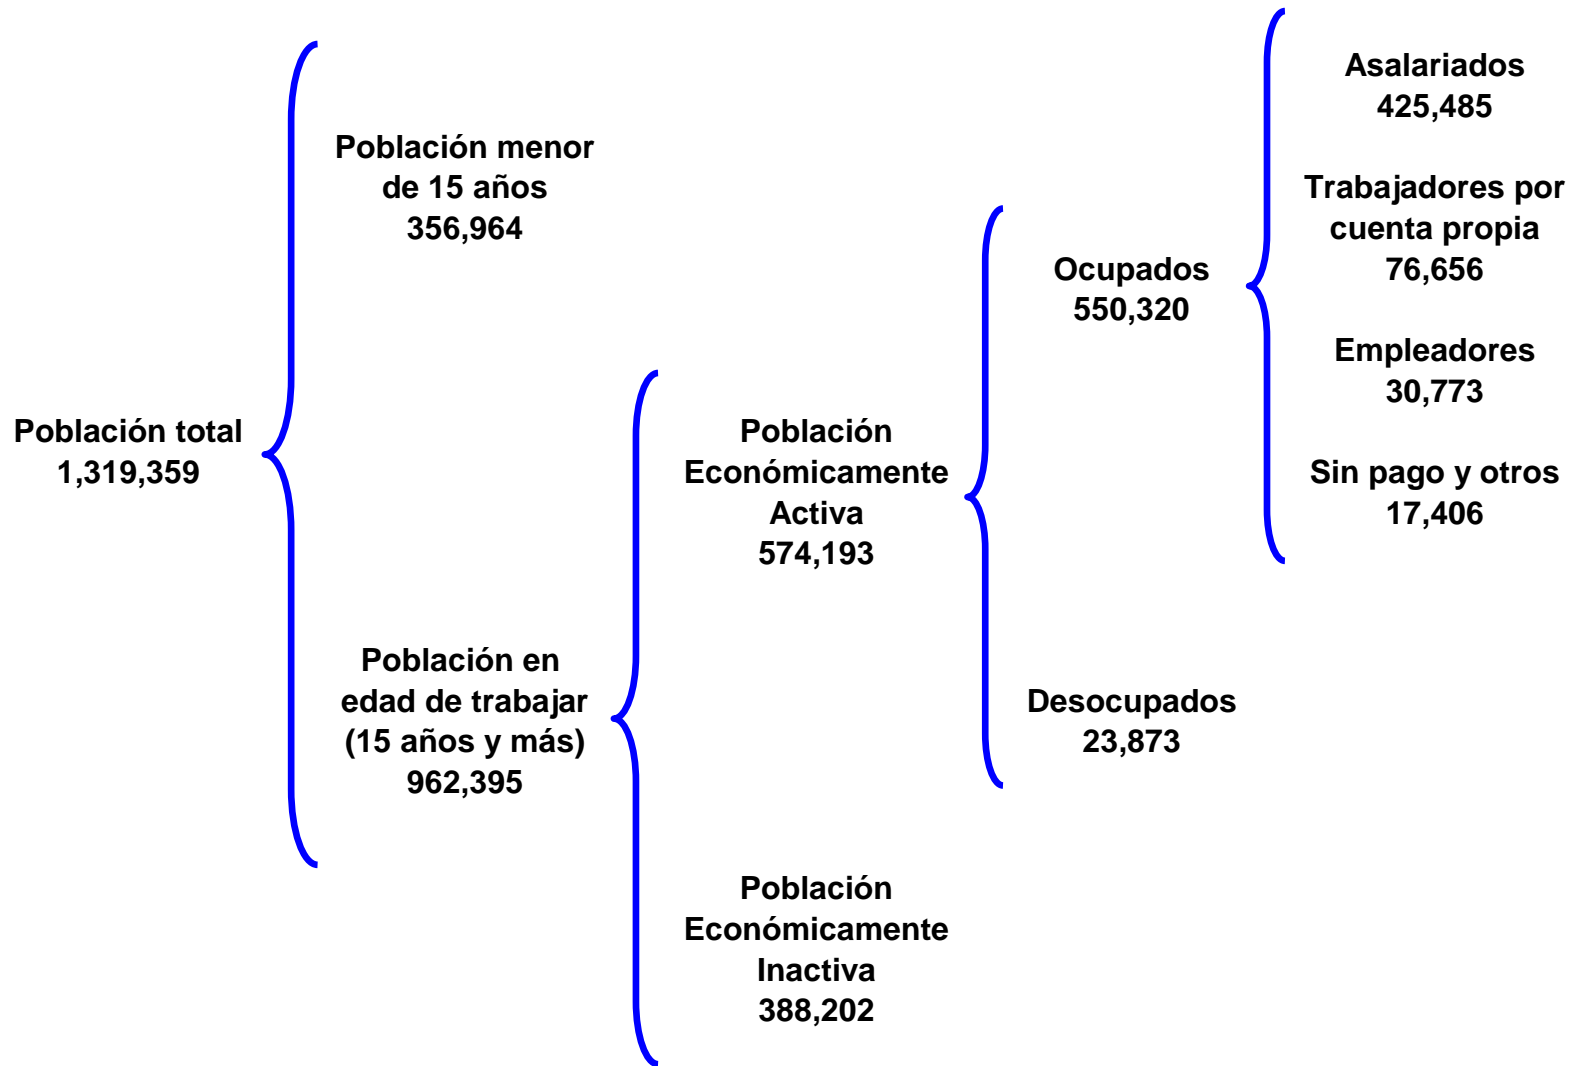 Población total
1,319,359
Población menor
de 15 años
356,964
Población en
edad de trabajar
(15 años y más)
962,395
Población
Económicamente
Activa
574,193
Población
Económicamente
Inactiva
388,202
Ocupados
550,320
Desocupados
23,873
Asalariados
425,485
Trabajadores por
cuenta propia
76,656
Empleadores
30,773
Sin pago y otros
17,406